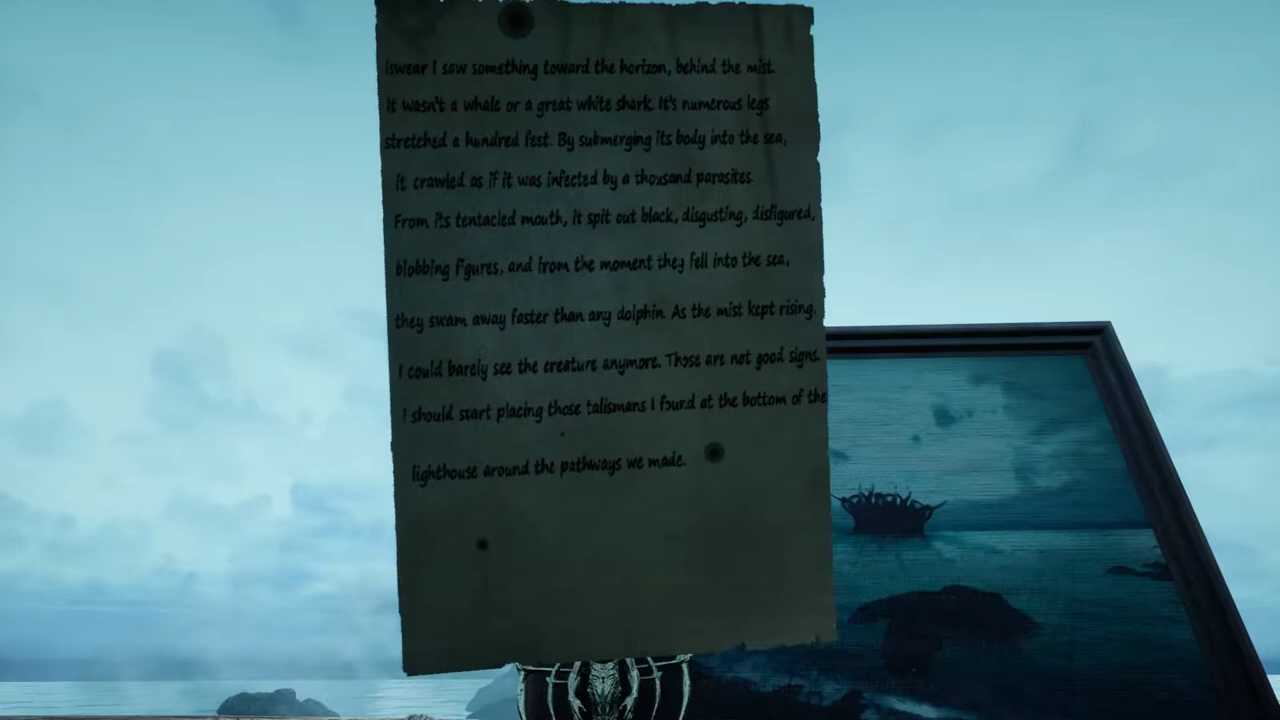 Iswear I saw something toward the horizon, behind the mist.
It wasn't a whale or a great white shark. It's numerous legs
stretched a hundred feet. By submerging its body into the sea,
it crawled as if it was infected by a thousand parasites
From its tentacled mouth, it spit out black, disgusting, disfigured,
blobbing figures, and from the moment they fell into the sea,
they swam away faster than any dolphin. As the mist kept rising,
I could barely see the creature anymore. Those are not good signs.
I should start placing those talismans I found at the bottom of the
lighthouse around the pathways we made.